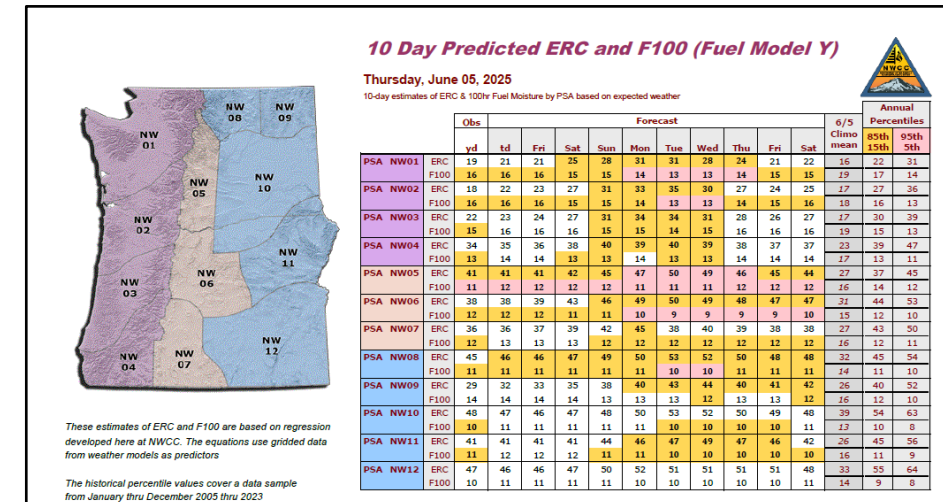 10 Day Predicted ERC and F100 (Fuel Model Y)
Thursday, June 05, 2025
10-day estimates of ERC & 100hr Fuel Moisture by PSA based on expected weather
NWCC
Obs Forecast 6/5 Climo mean Annual Percentiles
yd td Fri Sat Sun Mon Tue Wed Thu Fri Sat 85th 15th 95th 5th
PSA NW01 ERC 19 21 21 25 28 31 31 28 24 21 22 16 22 31
F100 16 16 16 15 15 14 13 13 14 15 15 19 17 14
PSA NW02 ERC 18 22 23 27 31 33 35 30 27 24 25 17 27 36
F100 16 16 16 15 15 14 13 13 14 15 16 18 16 13
PSA NW03 ERC 22 23 24 27 31 34 34 31 28 26 27 17 30 39
F100 15 16 16 16 15 15 14 15 16 16 16 19 15 13
PSA NW04 ERC 34 35 36 38 40 39 40 39 38 37 37 23 39 47
F100 13 14 14 13 13 14 13 13 14 14 14 17 13 11
PSA NW05 ERC 41 41 41 42 45 47 50 49 46 45 44 27 37 45
F100 11 12 12 12 12 11 11 11 12 12 12 16 14 12
PSA NW06 ERC 38 38 39 43 46 49 50 49 48 47 47 31 44 53
F100 12 12 12 11 11 10 9 9 9 9 10 15 12 10
PSA NW07 ERC 36 36 37 39 42 45 38 40 39 38 38 27 43 50
F100 12 13 13 13 12 12 12 12 12 12 12 16 12 11
PSA NW08 ERC 45 46 46 47 49 50 53 52 50 48 48 32 45 54
F100 11 11 11 11 11 11 10 10 11 11 11 14 11 10
PSA NW09 ERC 29 32 33 35 38 40 43 44 40 41 42 26 40 52
F100 14 14 14 14 13 13 13 12 13 13 12 16 12 10
PSA NW10 ERC 48 47 46 47 48 50 53 52 50 49 48 39 54 63
F100 10 11 11 11 11 11 10 10 10 10 11 13 10 8
PSA NW11 ERC 41 41 41 41 44 46 47 49 47 46 42 26 45 56
F100 11 12 12 12 11 11 10 10 10 10 10 16 11 9
PSA NW12 ERC 47 46 46 47 50 52 51 51 51 51 48 33 55 64
F100 10 11 11 11 11 11 11 11 11 11 11 14 9 8
NW 08
NW 09
NW 01
NW 05
NW 10
NW 02
NW 11
NW 06
NW 03
NW 12
NW 04
NW 07
These estimates of ERC and F100 are based on regression
developed here at NWCC. The equations use gridded data
from weather models as predictors
The historical percentile values cover a data sample
from January thru December 2005 thru 2023